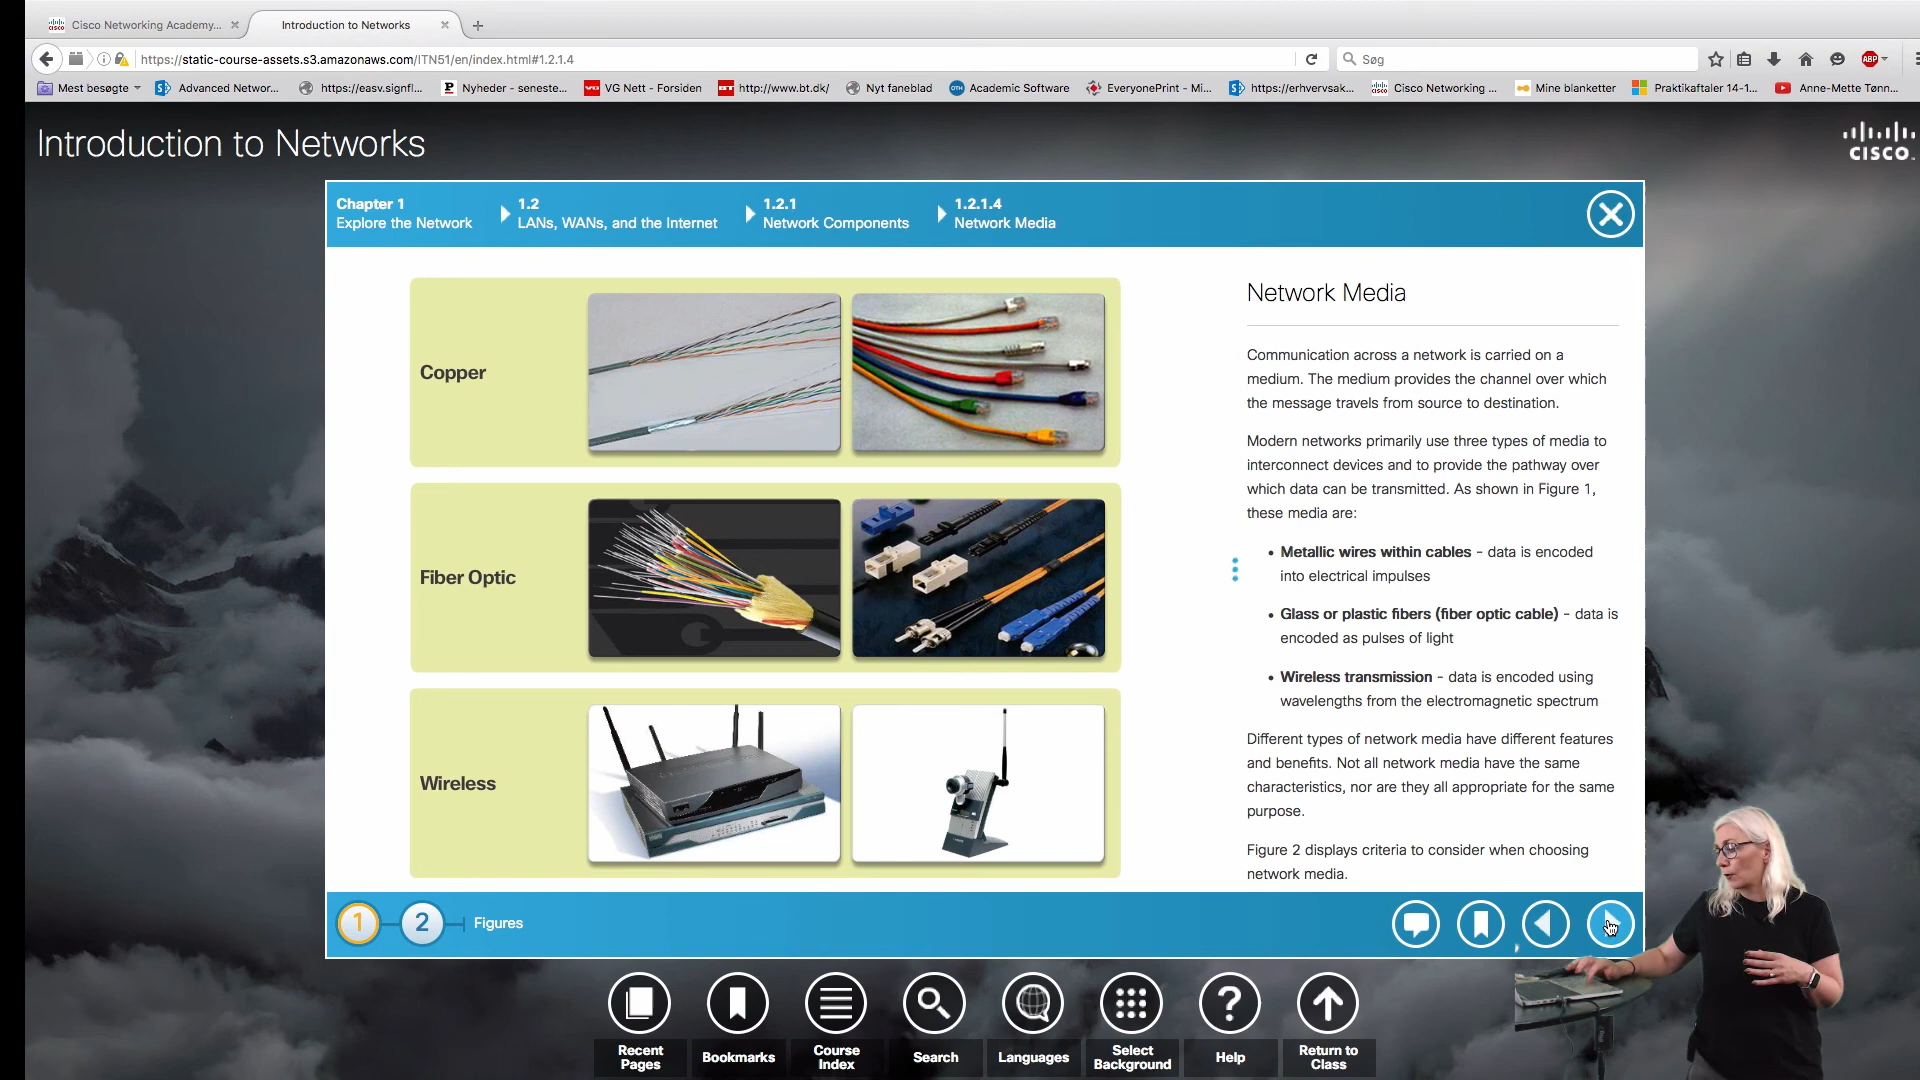 Cisco Networking Academy...
Introduction to Networks
https://static-course-assets.s3.amazonaws.com/ITN51/en/index.html#1.2.1.4
Søg
ABP
Mest besøgte
Advanced Networ...
https://easv.signfl...
Nyheder - seneste...
VG Nett - Forsiden
http://www.bt.dk/
Nyt faneblad
Academic Software
EveryonePrint - Mi...
https://erhvervsak...
Cisco Networking ...
Mine blanketter
Praktikaftaler 14-1...
Anne-Mette Tønn...
Introduction to Networks
CISCO
Chapter 1
Explore the Network
1.2
LANs, WANs, and the Internet
1.2.1
Network Components
1.2.1.4
Network Media
Copper
Fiber Optic
Wireless
Network Media
Communication across a network is carried on a
medium. The medium provides the channel over which
the message travels from source to destination.
Modern networks primarily use three types of media to
interconnect devices and to provide the pathway over
which data can be transmitted. As shown in Figure 1,
these media are:
• Metallic wires within cables - data is encoded
into electrical impulses
• Glass or plastic fibers (fiber optic cable) - data is
encoded as pulses of light
• Wireless transmission - data is encoded using
wavelengths from the electromagnetic spectrum
Different types of network media have different features
and benefits. Not all network media have the same
characteristics, nor are they all appropriate for the same
purpose.
Figure 2 displays criteria to consider when choosing
network media.
1
2
Figures
Recent
Pages
Bookmarks
Course
Index
Search
Languages
Select
Background
Help
Return to
Class